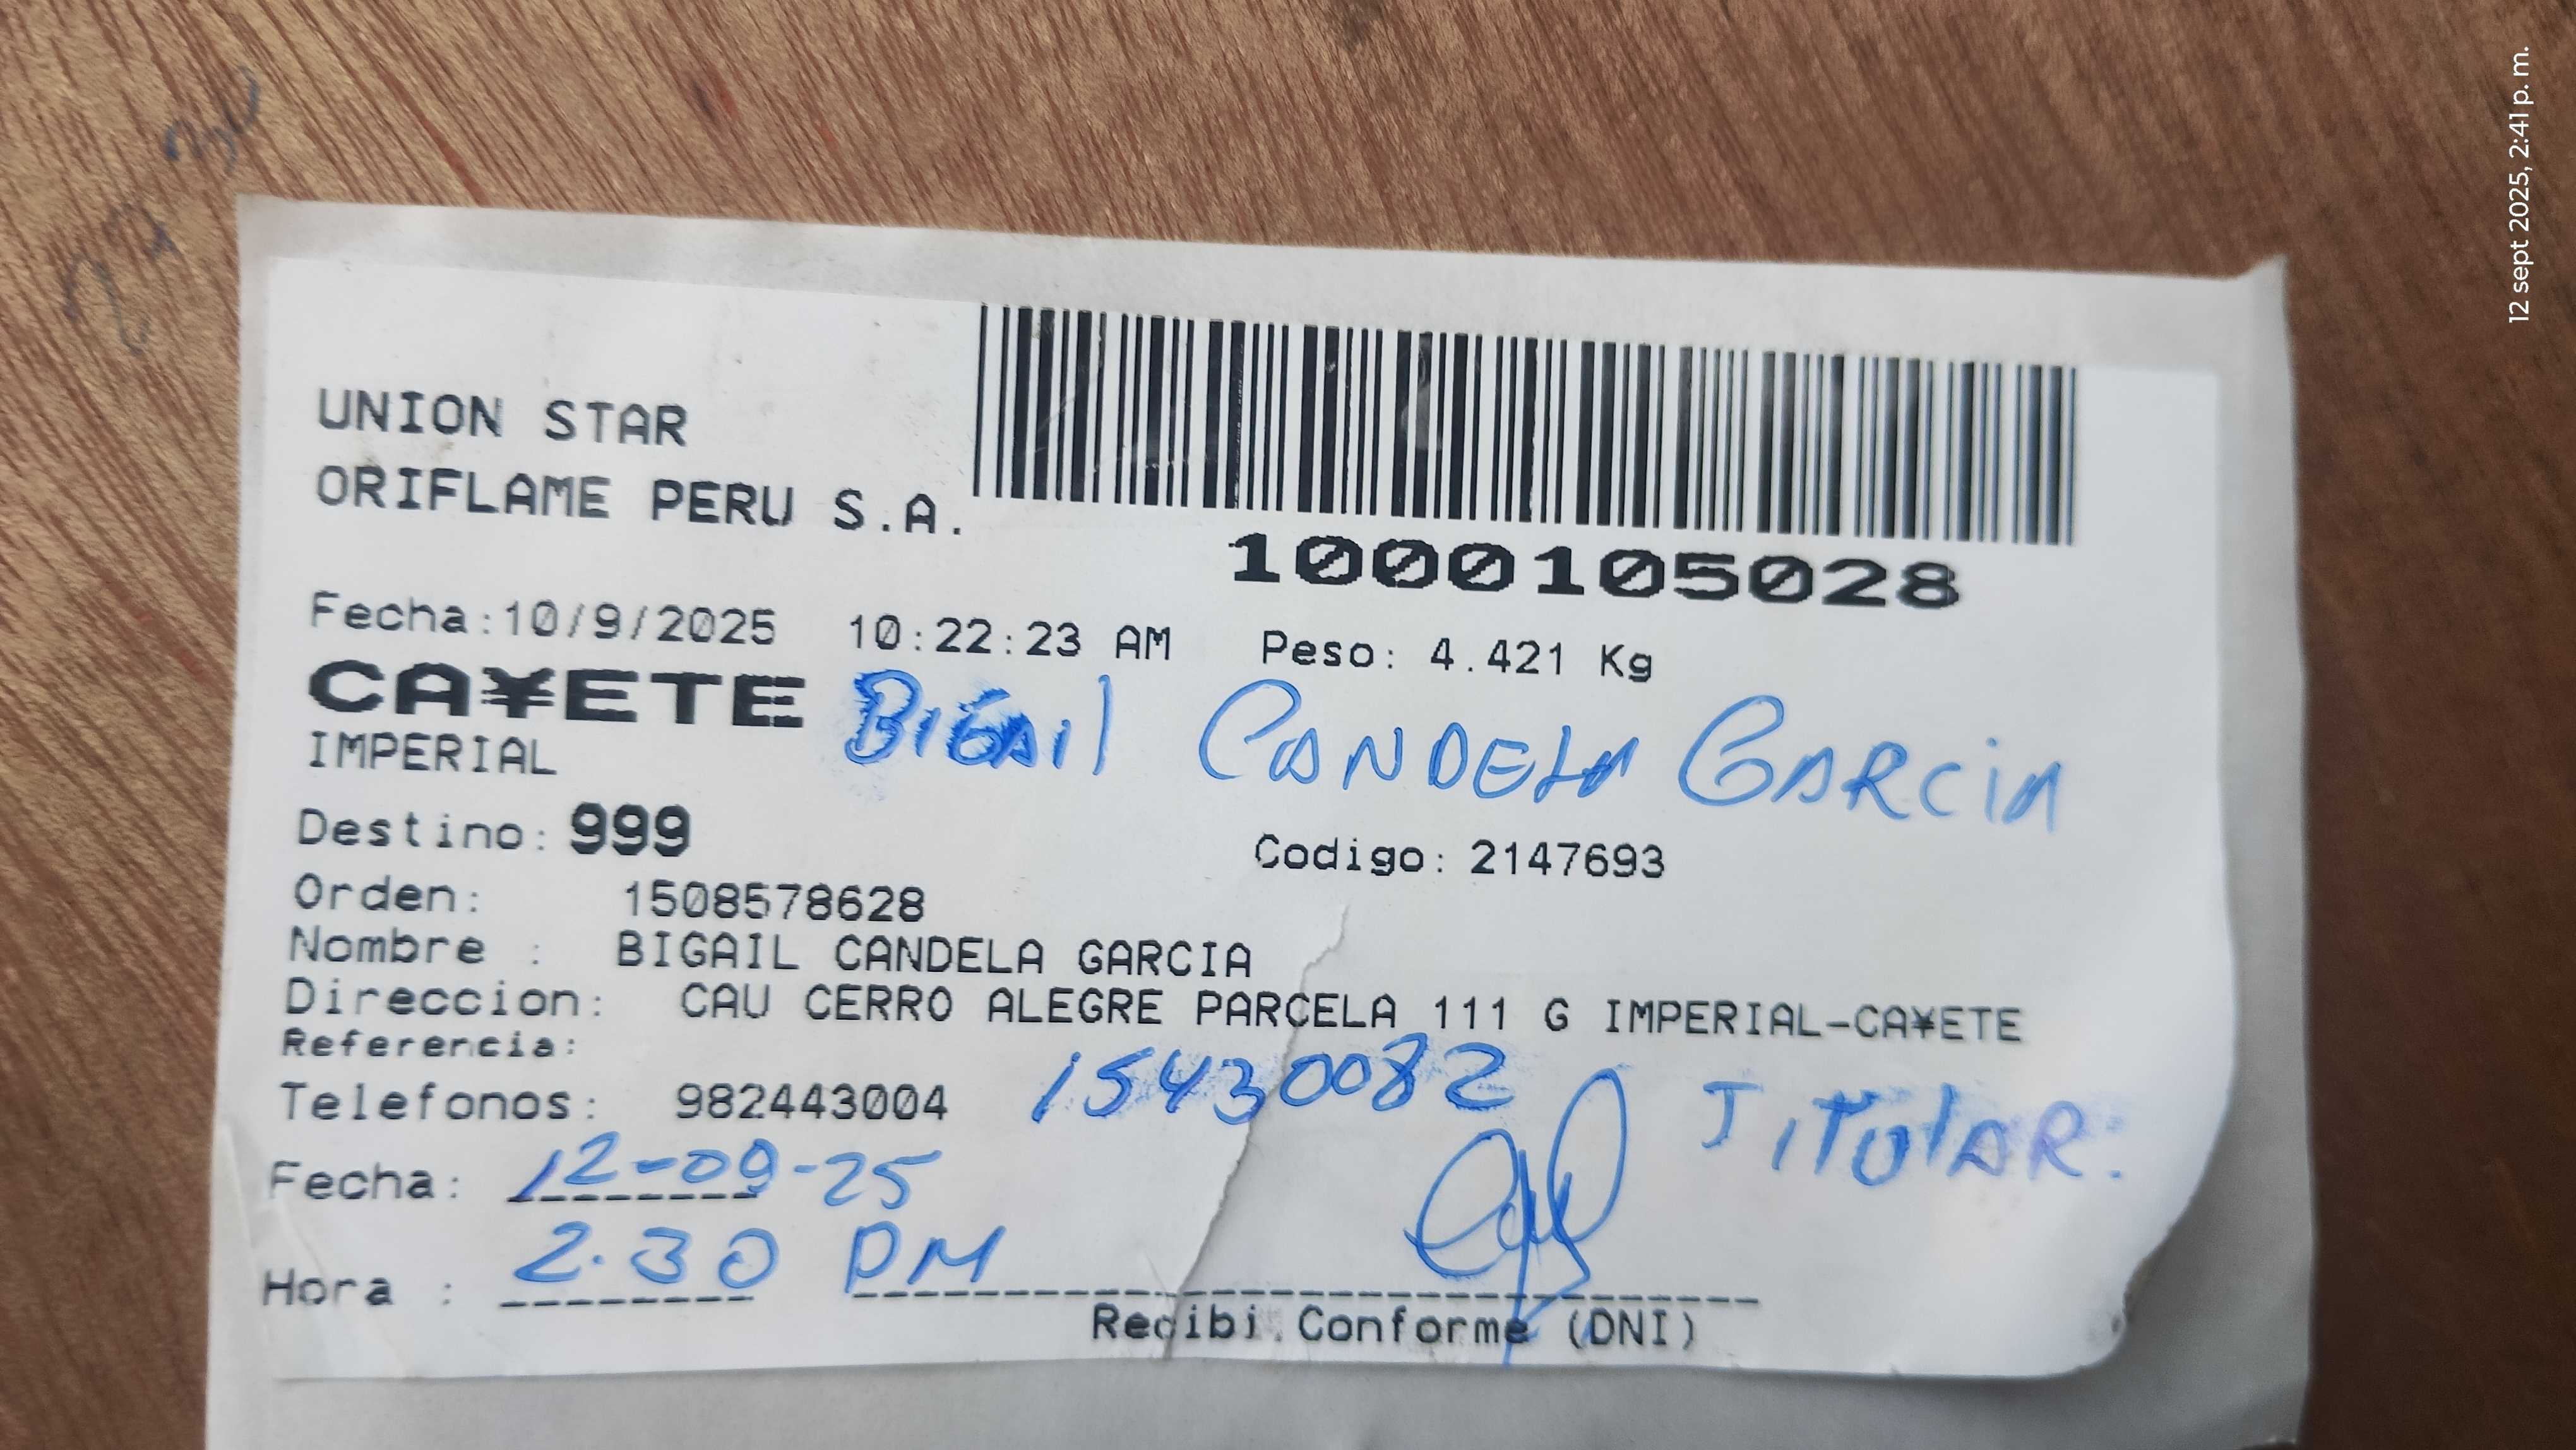 12 sept 2025, 2:41 p. m.
UNION STAR
ORIFLAME PERU S.A.
1000105028
Fecha:10/9/2025 10:22:23 AM Peso: 4.421 Kg
CA¥ETE BIGAil CANDELA GARCIA
IMPERIAL
Destino: 999 Codigo: 2147693
Orden: 1508578628
Nombre : BIGAIL CANDELA GARCIA
Direccion: CAU CERRO ALEGRE PARCELA 111 G IMPERIAL-CA¥ETE
Referencia:
Telefonos: 982443004 15430082 TITULAR.
Fecha: 12-09-25
Hora : 2.30 PM
Recibi Conforme (DNI)